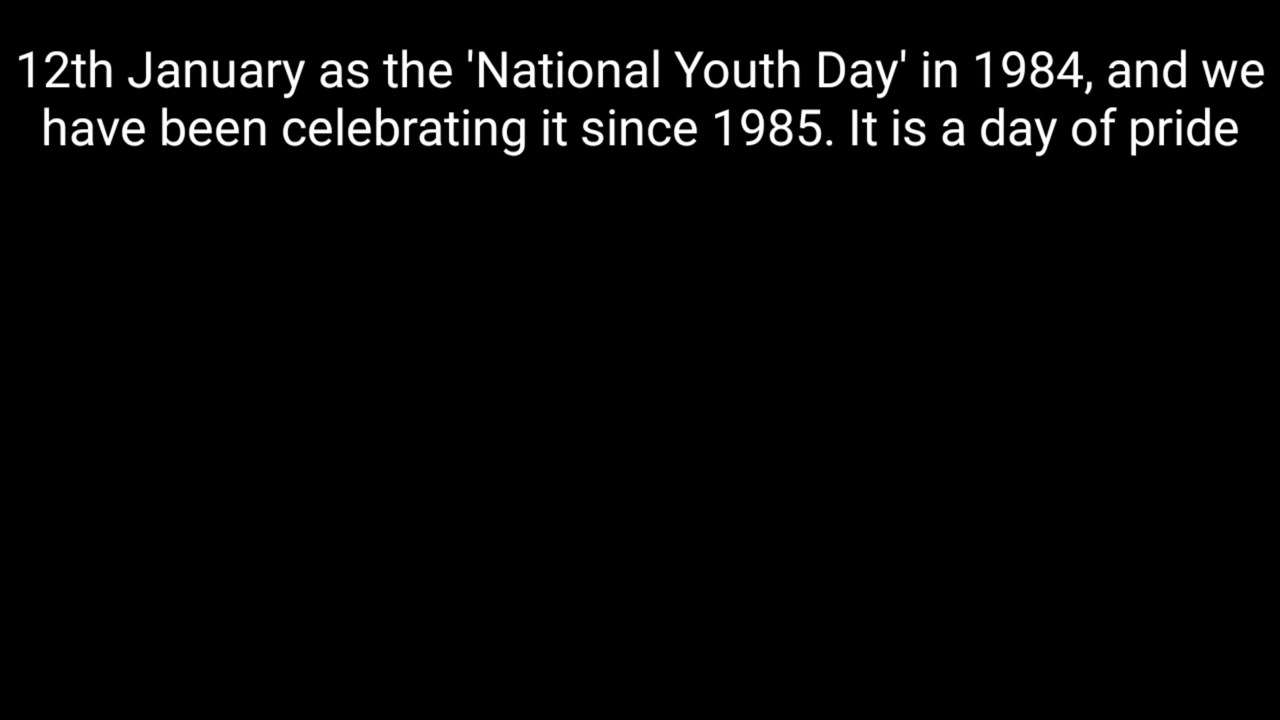 12th January as the 'National Youth Day' in 1984, and we
have been celebrating it since 1985. It is a day of pride